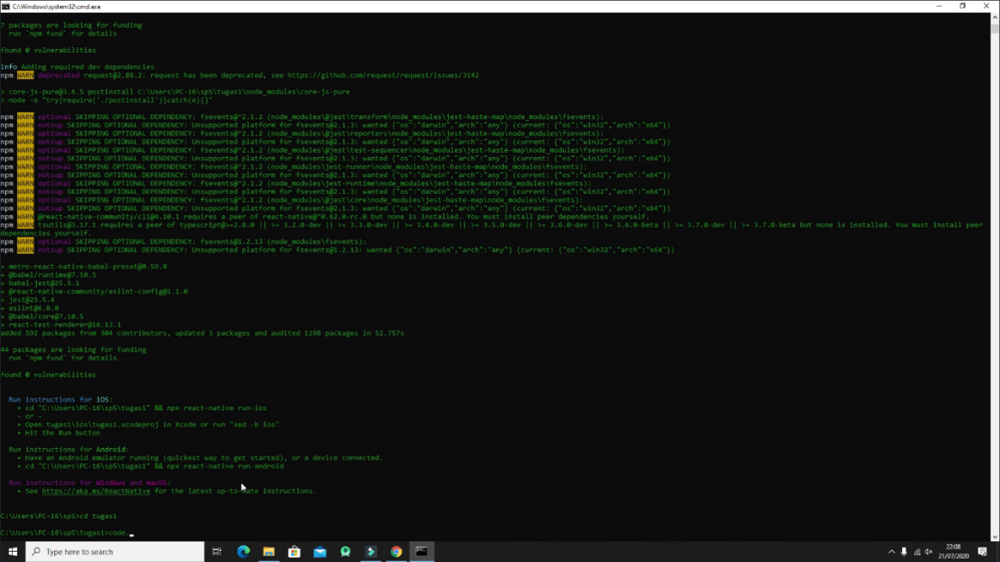 C:\Windows\system32\cmd.exe
7 packages are looking for funding
run `npm fund` for details
found 0 vulnerabilities
info Adding required dev dependencies
npm WARN deprecated request@2.88.2: request has been deprecated, see https://github.com/request/request/issues/3142
> core-js-pure@3.6.5 postinstall C:\Users\PC-16\sp5\tugas1\node_modules\core-js-pure
> node -e "try{require('./postinstall')}catch(e){}"
npm WARN optional SKIPPING OPTIONAL DEPENDENCY: fsevents@^2.1.2 (node_modules\@jest\transform\node_modules\jest-haste-map\node_modules\fsevents):
npm WARN notsup SKIPPING OPTIONAL DEPENDENCY: Unsupported platform for fsevents@2.1.3: wanted {"os":"darwin","arch":"any"} (current: {"os":"win32","arch":"x64"})
npm WARN optional SKIPPING OPTIONAL DEPENDENCY: fsevents@^2.1.2 (node_modules\@jest\reporters\node_modules\jest-haste-map\node_modules\fsevents):
npm WARN notsup SKIPPING OPTIONAL DEPENDENCY: Unsupported platform for fsevents@2.1.3: wanted {"os":"darwin","arch":"any"} (current: {"os":"win32","arch":"x64"})
npm WARN optional SKIPPING OPTIONAL DEPENDENCY: fsevents@^2.1.2 (node_modules\@jest\test-sequencer\node_modules\jest-haste-map\node_modules\fsevents):
npm WARN notsup SKIPPING OPTIONAL DEPENDENCY: Unsupported platform for fsevents@2.1.3: wanted {"os":"darwin","arch":"any"} (current: {"os":"win32","arch":"x64"})
npm WARN optional SKIPPING OPTIONAL DEPENDENCY: fsevents@^2.1.2 (node_modules\jest-runner\node_modules\jest-haste-map\node_modules\fsevents):
npm WARN notsup SKIPPING OPTIONAL DEPENDENCY: Unsupported platform for fsevents@2.1.3: wanted {"os":"darwin","arch":"any"} (current: {"os":"win32","arch":"x64"})
npm WARN optional SKIPPING OPTIONAL DEPENDENCY: fsevents@^2.1.2 (node_modules\jest-runtime\node_modules\jest-haste-map\node_modules\fsevents):
npm WARN notsup SKIPPING OPTIONAL DEPENDENCY: Unsupported platform for fsevents@2.1.3: wanted {"os":"darwin","arch":"any"} (current: {"os":"win32","arch":"x64"})
npm WARN optional SKIPPING OPTIONAL DEPENDENCY: fsevents@^2.1.2 (node_modules\@jest\core\node_modules\jest-haste-map\node_modules\fsevents):
npm WARN notsup SKIPPING OPTIONAL DEPENDENCY: Unsupported platform for fsevents@2.1.3: wanted {"os":"darwin","arch":"any"} (current: {"os":"win32","arch":"x64"})
npm WARN @react-native-community/cli@4.10.1 requires a peer of react-native@^0.62.0-rc.0 but none is installed. You must install peer dependencies yourself.
npm WARN tsutils@3.17.1 requires a peer of typescript@>=2.8.0 || >= 3.2.0-dev || >= 3.3.0-dev || >= 3.4.0-dev || >= 3.5.0-dev || >= 3.6.0-dev || >= 3.6.0-beta || >= 3.7.0-dev || >= 3.7.0-beta but none is installed. You must install peer
dependencies yourself.
npm WARN optional SKIPPING OPTIONAL DEPENDENCY: fsevents@1.2.13 (node_modules\fsevents):
npm WARN notsup SKIPPING OPTIONAL DEPENDENCY: Unsupported platform for fsevents@1.2.13: wanted {"os":"darwin","arch":"any"} (current: {"os":"win32","arch":"x64"})
+ metro-react-native-babel-preset@0.59.0
+ @babel/runtime@7.10.5
+ babel-jest@25.5.1
+ @react-native-community/eslint-config@1.1.0
+ jest@25.5.4
+ eslint@6.8.0
+ @babel/core@7.10.5
+ react-test-renderer@16.13.1
added 592 packages from 304 contributors, updated 3 packages and audited 1298 packages in 52.757s
44 packages are looking for funding
run `npm fund` for details
found 0 vulnerabilities
Run instructions for iOS:
• cd "C:\Users\PC-16\sp5\tugas1" && npx react-native run-ios
- or -
• Open tugas1\ios\tugas1.xcodeproj in Xcode or run "xed -b ios"
• Hit the Run button
Run instructions for Android:
• Have an Android emulator running (quickest way to get started), or a device connected.
• cd "C:\Users\PC-16\sp5\tugas1" && npx react-native run-android
Run instructions for Windows and macOS:
• See https://aka.ms/ReactNative for the latest up-to-date instructions.
C:\Users\PC-16\sp5>cd tugas1
C:\Users\PC-16\sp5\tugas1>code._
Type here to search
22:08
21/07/2020